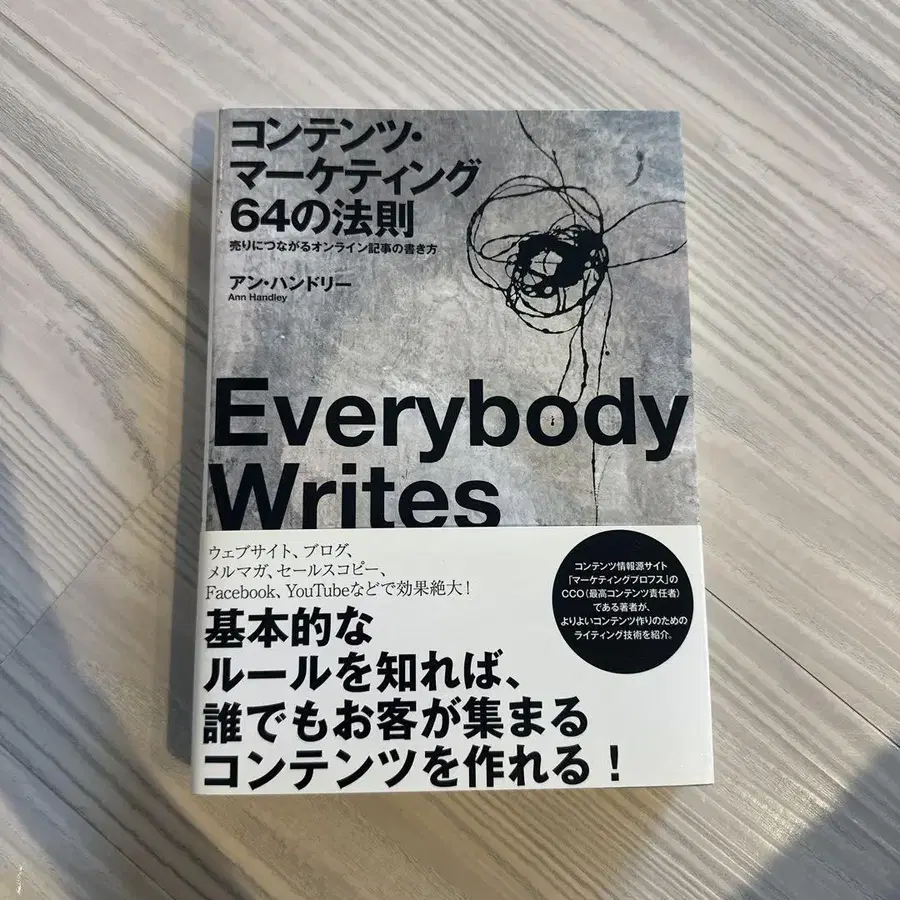 コンテンツ・
マーケティング
64の法則
売りにつながるオンライン記事の書き方
アン・ハンドリー
Ann Handley
Everybody
Writes
ウェブサイト、ブログ、
メルマガ、セールスコピー、
Facebook、YouTubeなどで効果絶大！
基本的な
ルールを知れば、
誰でもお客が集まる
コンテンツを作れる！
コンテンツ情報源サイト
「マーケティングプロフス」の
CCO（最高コンテンツ責任者）
である著者が、
よりよいコンテンツ作りのための
ライティング技術を紹介。